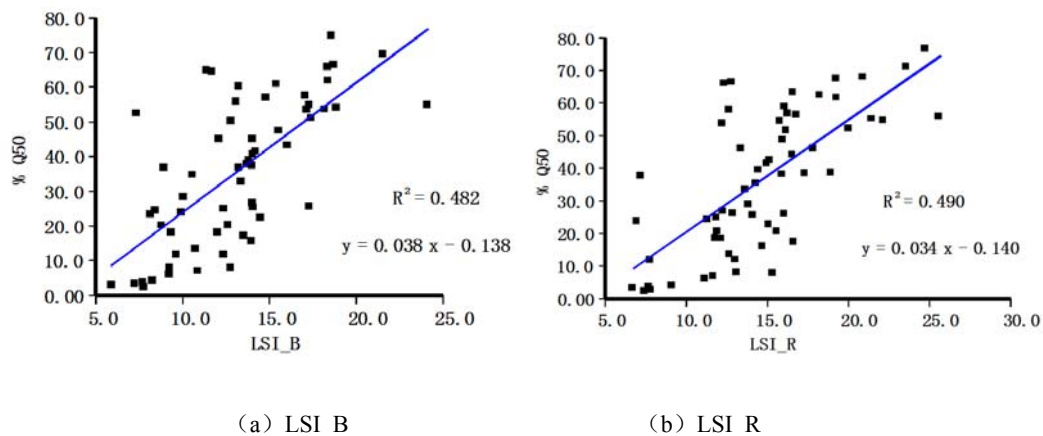 80.0
70.0
60.0
50.0
40.0
30.0
20.0
10.0
0.00
% Q50
R² = 0.482
y = 0.038 x - 0.138
5.0 10.0 15.0 20.0 25.0
LSI_B
80.0
70.0
60.0
50.0
40.0
30.0
20.0
10.0
0.00
% Q50
R² = 0.490
y = 0.034 x - 0.140
5.0 10.0 15.0 20.0 25.0 30.0
LSI_R
（a）LSI_B （b）LSI_R